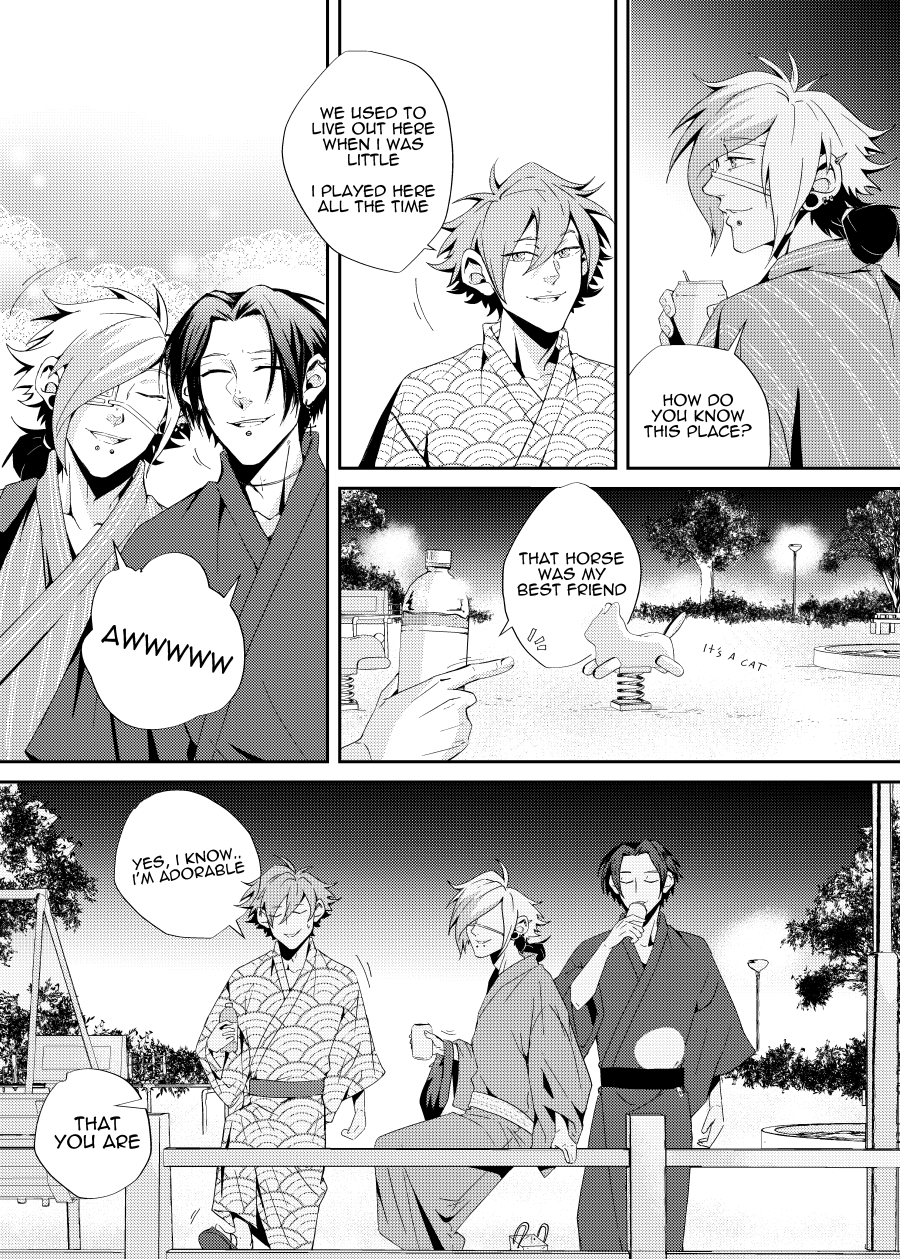 HOW DO
YOU KNOW
THIS PLACE?
WE USED TO
LIVE OUT HERE
WHEN I WAS
LITTLE
I PLAYED HERE
ALL THE TIME
AWWWWW
THAT HORSE
WAS MY
BEST FRIEND
IT'S A CAT
YES, I KNOW..
I'M ADORABLE
THAT
YOU ARE